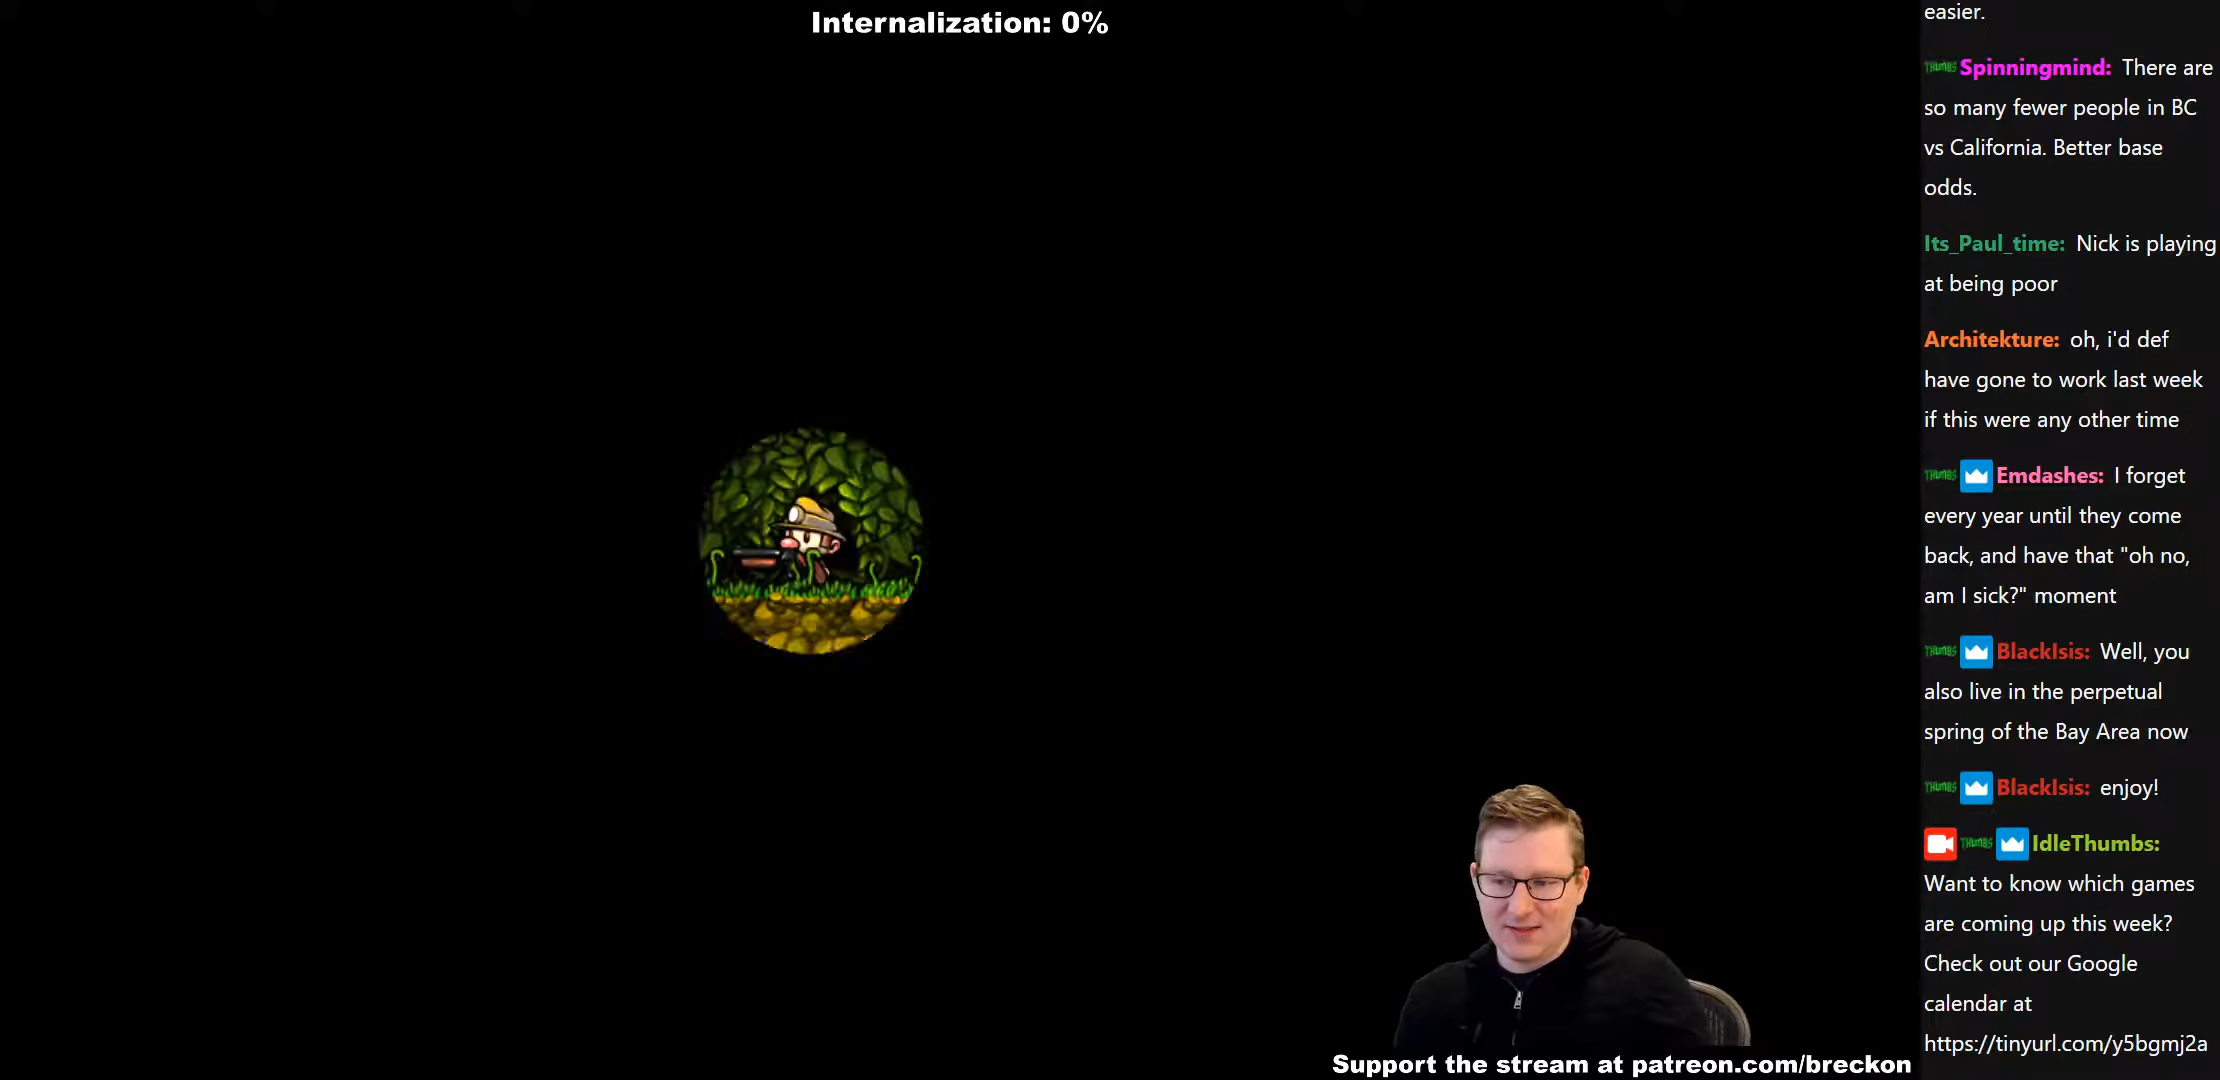 Internalization: 0%
easier.
THUMBS Spinningmind: There are
so many fewer people in BC
vs California. Better base
odds.
Its_Paul_time: Nick is playing
at being poor
Architekture: oh, i'd def
have gone to work last week
if this were any other time
THUMBS Emdashes: I forget
every year until they come
back, and have that "oh no,
am I sick?" moment
THUMBS BlackIsis: Well, you
also live in the perpetual
spring of the Bay Area now
THUMBS BlackIsis: enjoy!
THUMBS IdleThumbs:
Want to know which games
are coming up this week?
Check out our Google
calendar at
https://tinyurl.com/y5bgmj2a
Support the stream at patreon.com/breckon